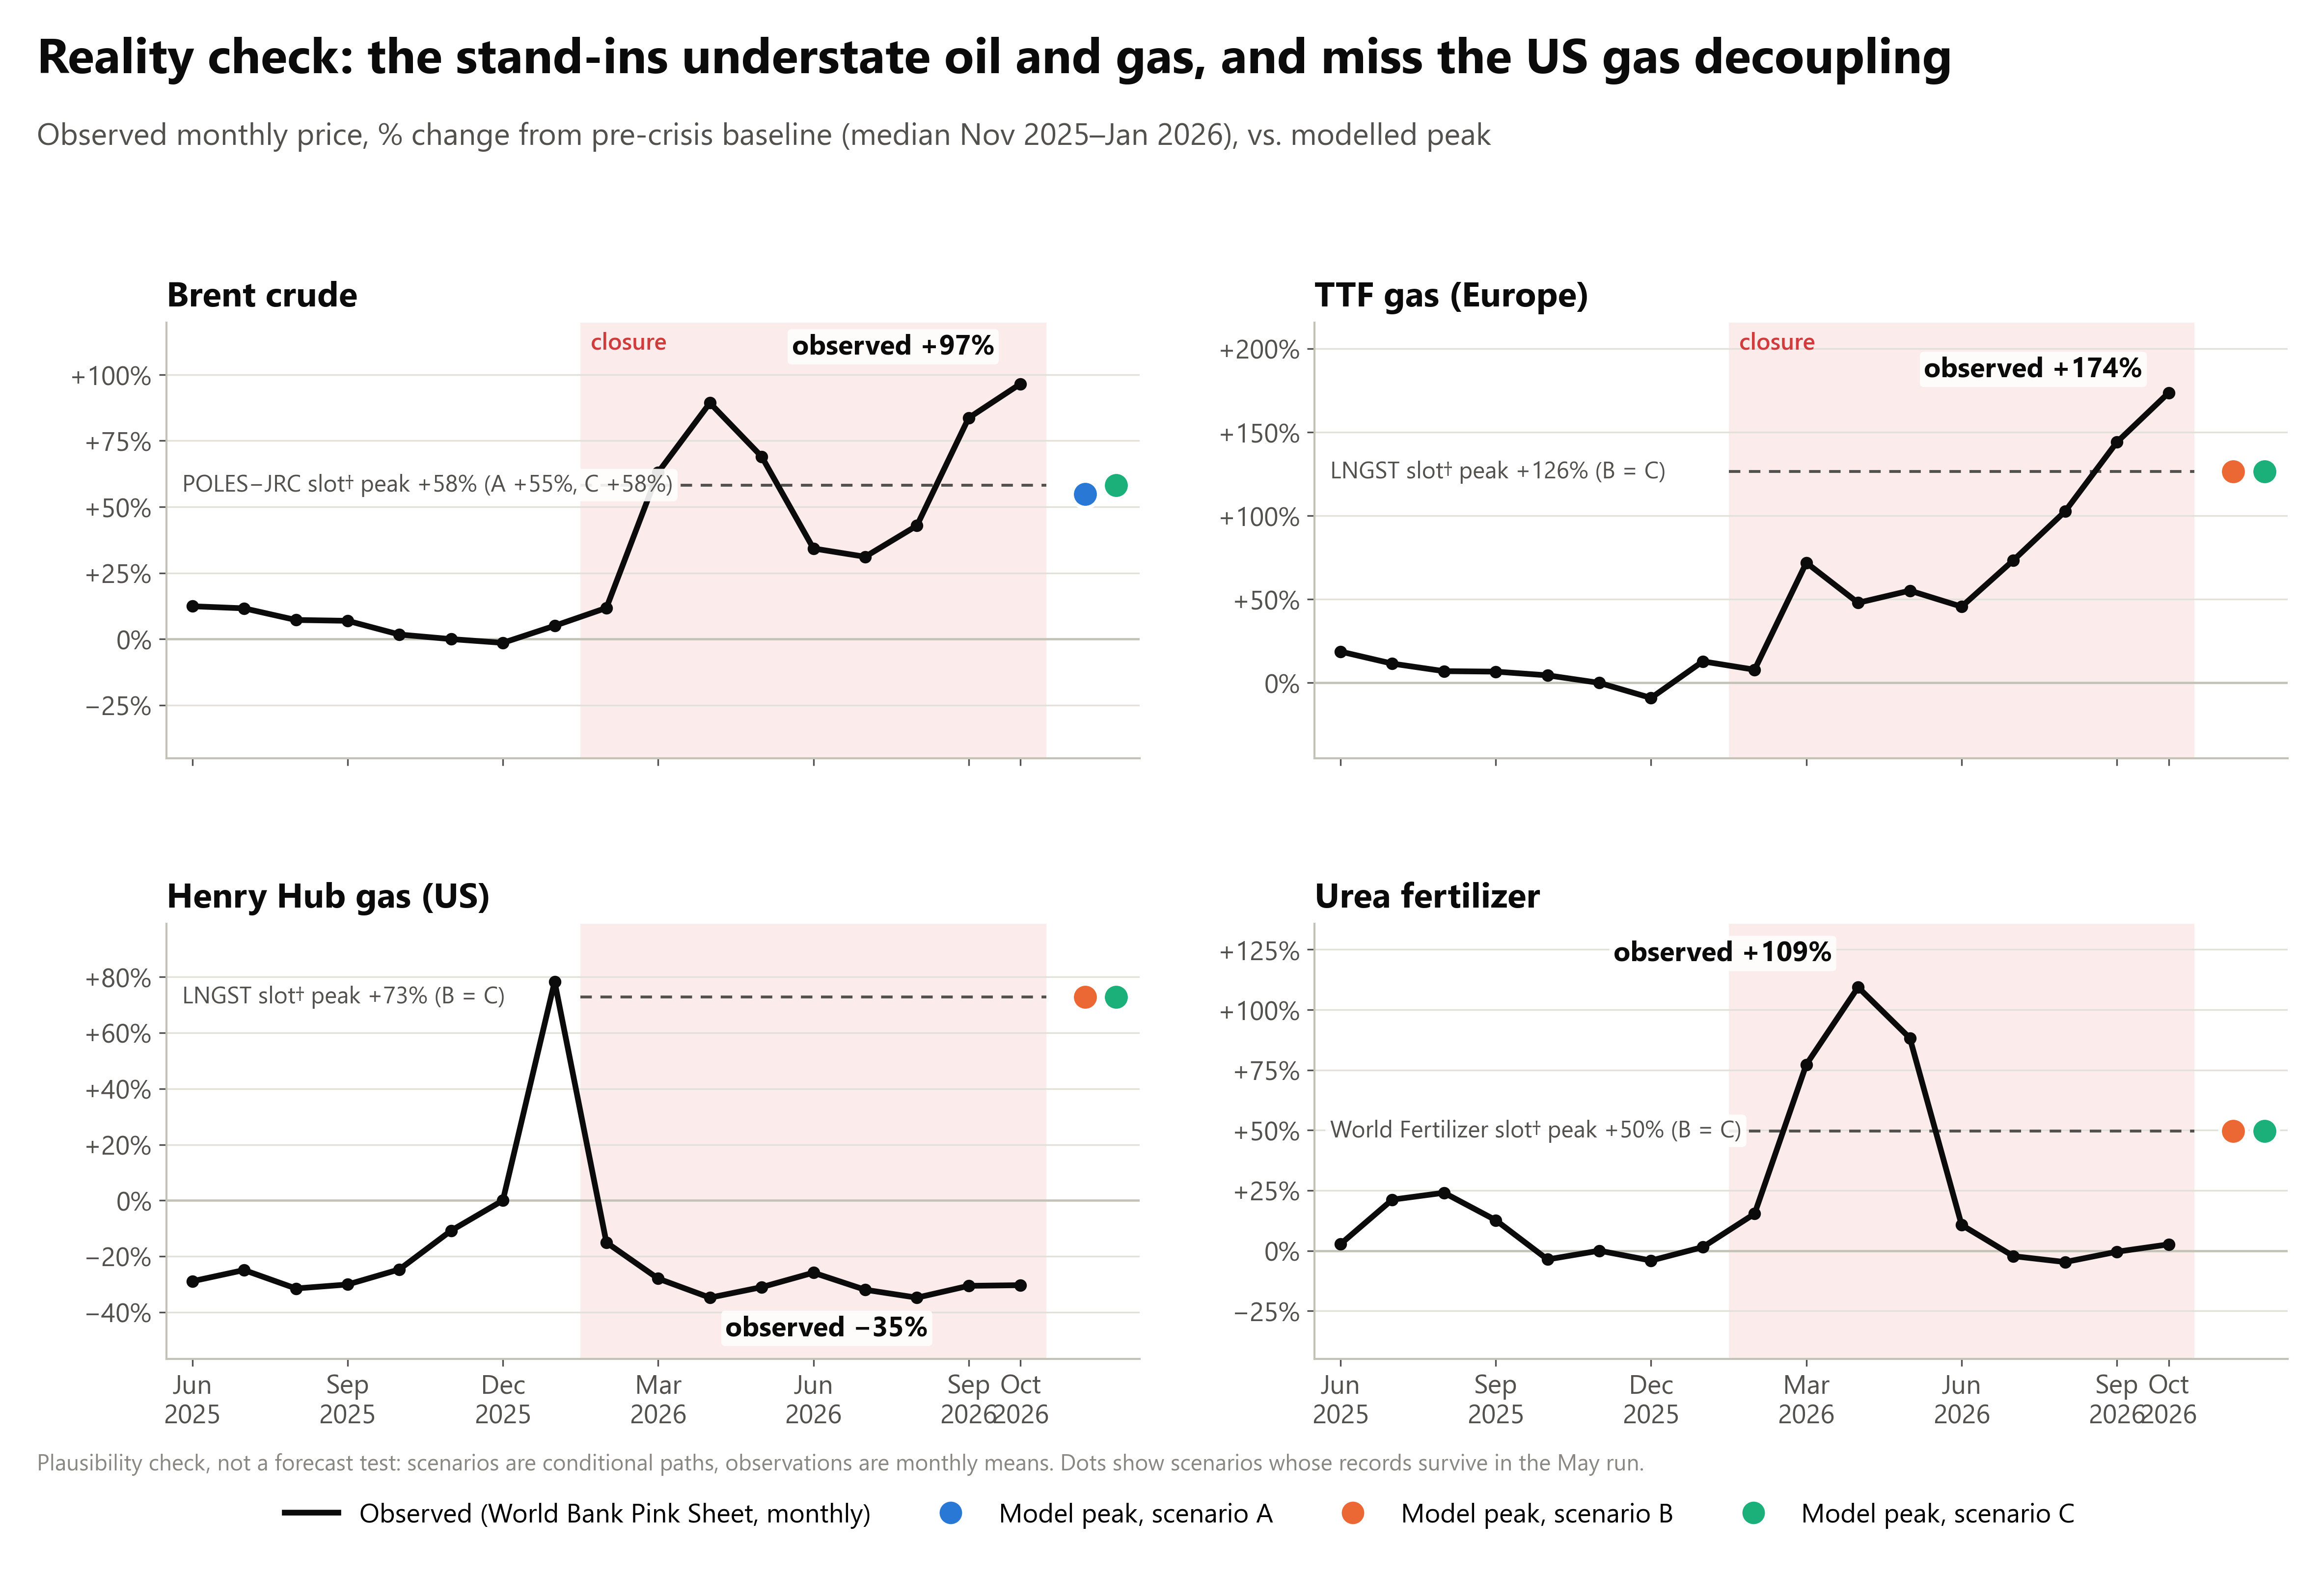 Reality check: the stand-ins understate oil and gas, and miss the US gas decoupling
Observed monthly price, % change from pre-crisis baseline (median Nov 2025–Jan 2026), vs. modelled peak
Brent crude
closure
observed +97%
+100%
+75%
POLES−JRC slot† peak +58% (A +55%, C +58%)
+50%
+25%
0%
−25%
TTF gas (Europe)
+200%
closure
observed +174%
+150%
LNGST slot† peak +126% (B = C)
+100%
+50%
0%
Henry Hub gas (US)
+80%
LNGST slot† peak +73% (B = C)
+60%
+40%
+20%
0%
−20%
−40%
observed −35%
Jun Sep Dec Mar Jun Sep Oct
2025 2025 2025 2026 2026 2026 2026
Urea fertilizer
+125%
observed +109%
+100%
+75%
+50%
World Fertilizer slot† peak +50% (B = C)
+25%
0%
−25%
Jun Sep Dec Mar Jun Sep Oct
2025 2025 2025 2026 2026 2026 2026
Plausibility check, not a forecast test: scenarios are conditional paths, observations are monthly means. Dots show scenarios whose records survive in the May run.
Observed (World Bank Pink Sheet, monthly) Model peak, scenario A Model peak, scenario B Model peak, scenario C